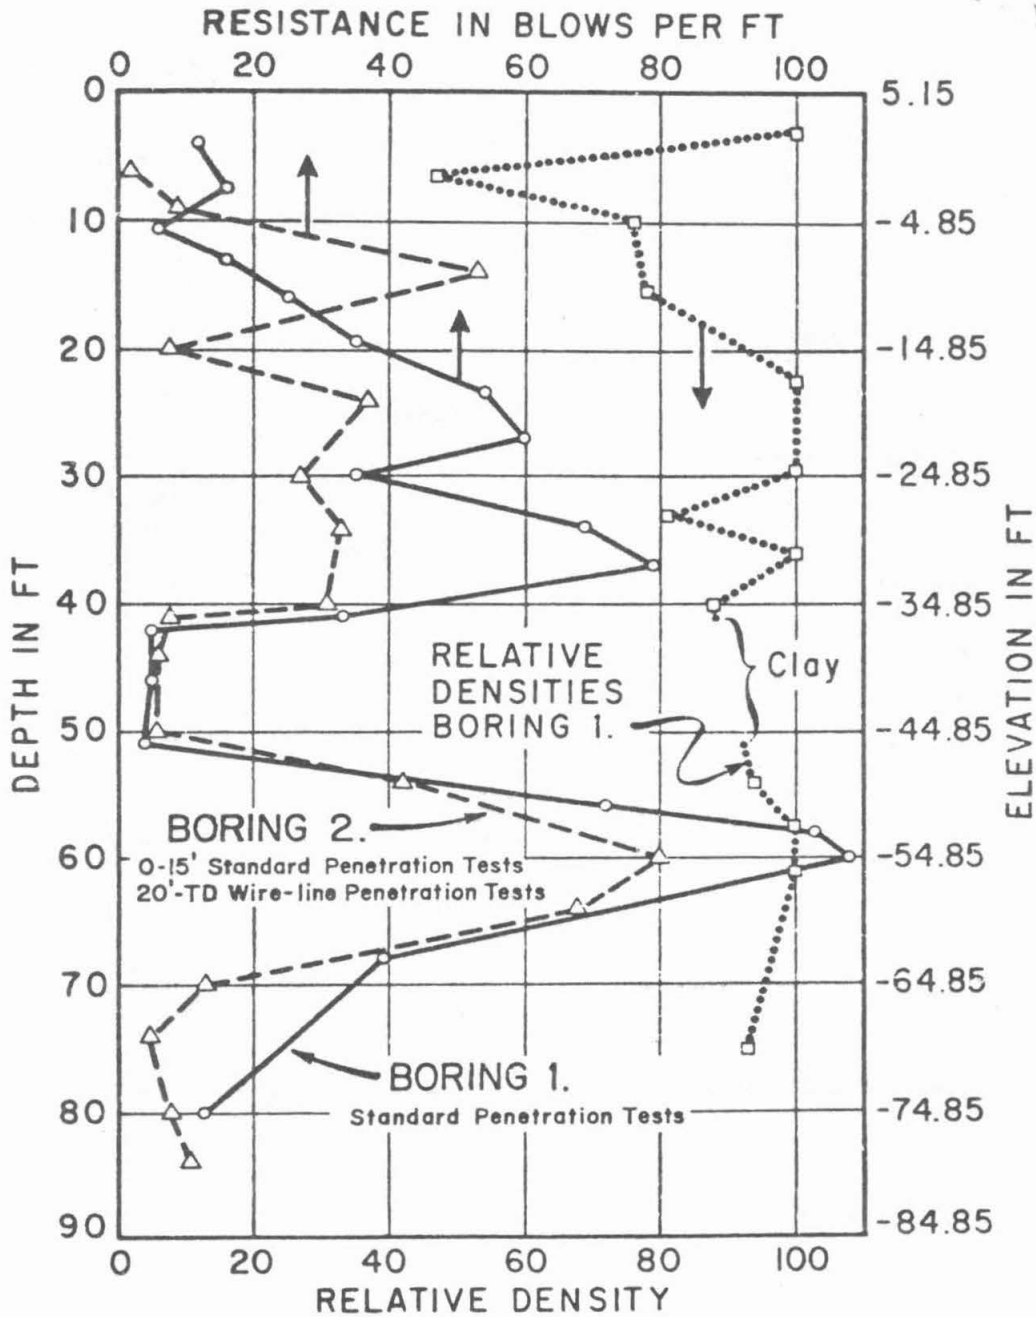 RESISTANCE IN BLOWS PER FT
0 20 40 60 80 100
0 5.15
10 -4.85
20 -14.85
30 -24.85
40 -34.85
50 -44.85
60 -54.85
70 -64.85
80 -74.85
90 -84.85
DEPTH IN FT
ELEVATION IN FT
RELATIVE
DENSITIES
BORING 1.
Clay
BORING 2.
0-15' Standard Penetration Tests
20'-TD Wire-line Penetration Tests
BORING 1.
Standard Penetration Tests
0 20 40 60 80 100
RELATIVE DENSITY